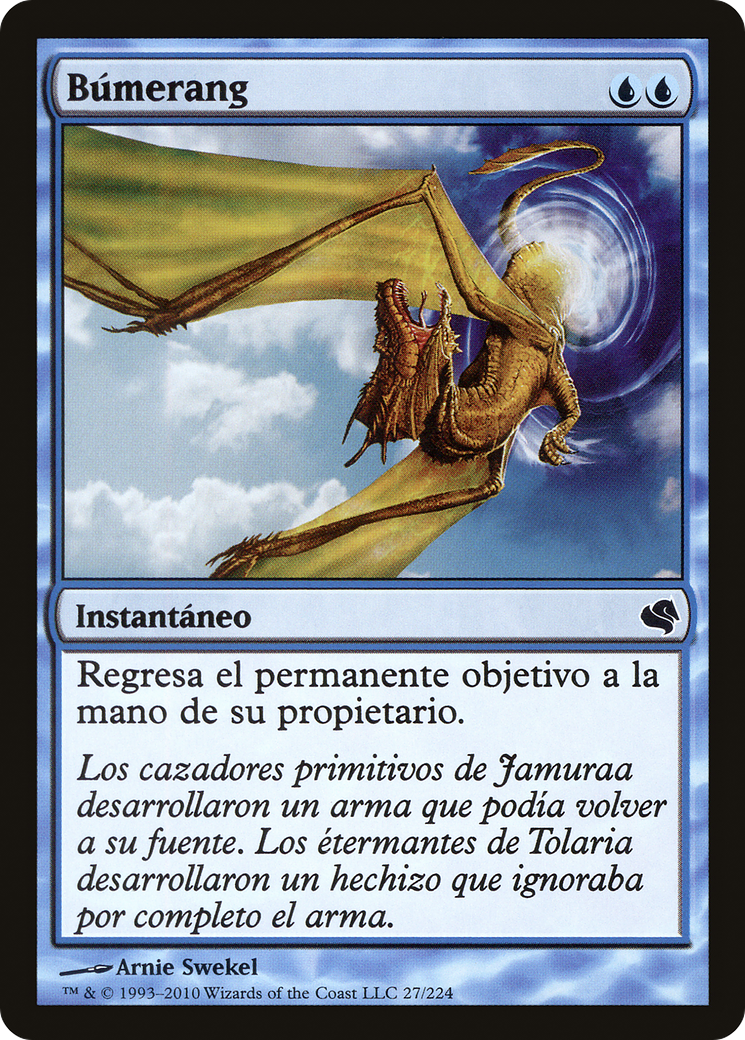 Búmerang
Instantáneo
Regresa el permanente objetivo a la
mano de su propietario.
Los cazadores primitivos de Jamuraa
desarrollaron un arma que podía volver
a su fuente. Los étermantes de Tolaria
desarrollaron un hechizo que ignoraba
por completo el arma.
Arnie Swekel
™ & © 1993–2010 Wizards of the Coast LLC 27/224